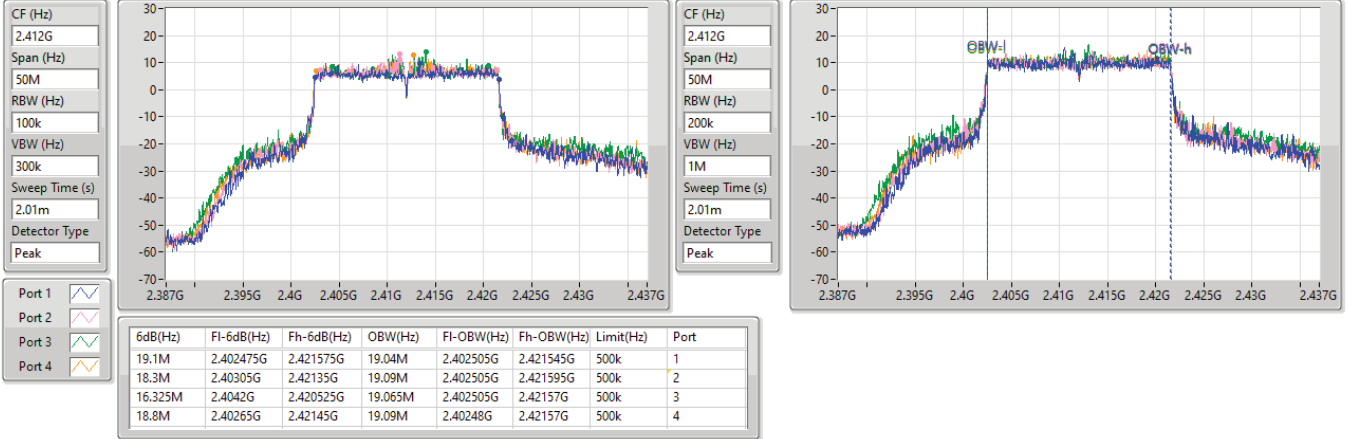 CF (Hz)
2.412G
Span (Hz)
50M
RBW (Hz)
100k
VBW (Hz)
300k
Sweep Time (s)
2.01m
Detector Type
Peak
Port 1
Port 2
Port 3
Port 4
30
20
10
0
-10
-20
-30
-40
-50
-60
-70
2.387G 2.395G 2.4G 2.405G 2.41G 2.415G 2.42G 2.425G 2.43G 2.437G
CF (Hz)
2.412G
Span (Hz)
50M
RBW (Hz)
200k
VBW (Hz)
1M
Sweep Time (s)
2.01m
Detector Type
Peak
30
20
10
0
-10
-20
-30
-40
-50
-60
-70
OBW-l OBW-h
2.387G 2.395G 2.4G 2.405G 2.41G 2.415G 2.42G 2.425G 2.43G 2.437G
6dB(Hz) Fl-6dB(Hz) Fh-6dB(Hz) OBW(Hz) Fl-OBW(Hz) Fh-OBW(Hz) Limit(Hz) Port
19.1M 2.402475G 2.421575G 19.04M 2.402505G 2.421545G 500k 1
18.3M 2.40305G 2.42135G 19.09M 2.402505G 2.421595G 500k 2
16.325M 2.4042G 2.420525G 19.065M 2.402505G 2.42157G 500k 3
18.8M 2.40265G 2.42145G 19.09M 2.40248G 2.42157G 500k 4